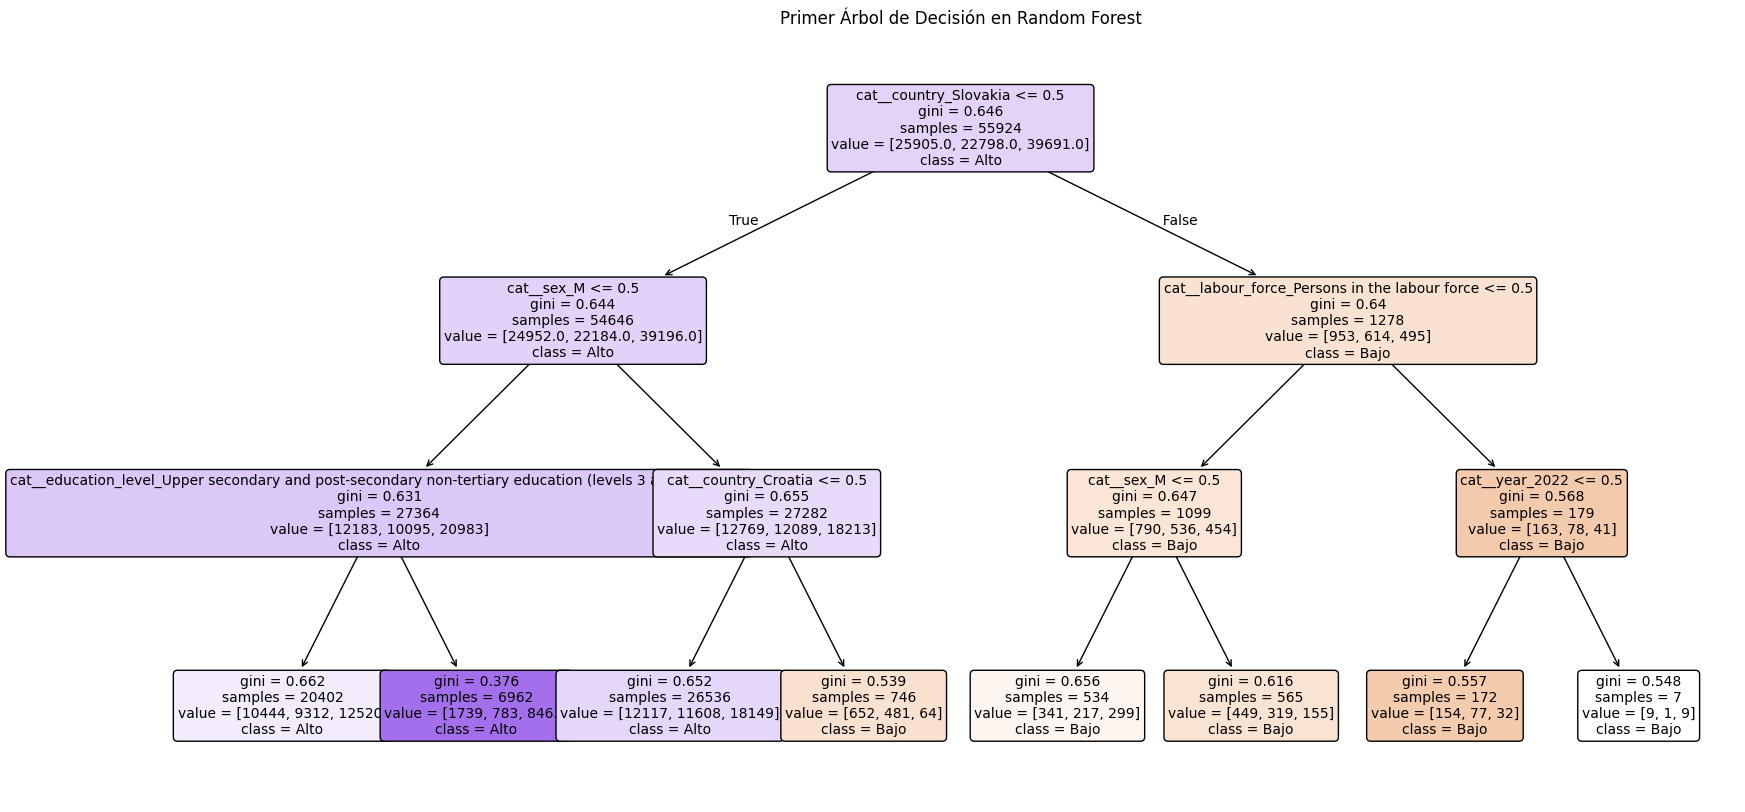 Primer Árbol de Decisión en Random Forest
cat__country_Slovakia <= 0.5
gini = 0.646
samples = 55924
value = [25905.0, 22798.0, 39691.0]
class = Alto
True
False
cat__sex_M <= 0.5
gini = 0.644
samples = 54646
value = [24952.0, 22184.0, 39196.0]
class = Alto
cat__labour_force_Persons in the labour force <= 0.5
gini = 0.64
samples = 1278
value = [953, 614, 495]
class = Bajo
cat__education_level_Upper secondary and post-secondary non-tertiary education (levels 3
gini = 0.631
samples = 27364
value = [12183, 10095, 20983]
class = Alto
cat__country_Croatia <= 0.5
gini = 0.655
samples = 27282
value = [12769, 12089, 18213]
class = Alto
cat__sex_M <= 0.5
gini = 0.647
samples = 1099
value = [790, 536, 454]
class = Bajo
cat__year_2022 <= 0.5
gini = 0.568
samples = 179
value = [163, 78, 41]
class = Bajo
gini = 0.662
samples = 20402
value = [10444, 9312, 12520
class = Alto
gini = 0.376
samples = 6962
value = [1739, 783, 846
class = Alto
gini = 0.652
samples = 26536
value = [12117, 11608, 18149]
class = Alto
gini = 0.539
samples = 746
value = [652, 481, 64]
class = Bajo
gini = 0.656
samples = 534
value = [341, 217, 299]
class = Bajo
gini = 0.616
samples = 565
value = [449, 319, 155]
class = Bajo
gini = 0.557
samples = 172
value = [154, 77, 32]
class = Bajo
gini = 0.548
samples = 7
value = [9, 1, 9]
class = Bajo